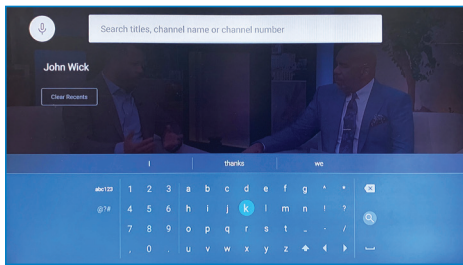 Search titles, channel name or channel number
John Wick
Clear Recents
I thanks we
abc123 1 2 3 a b c d e f g ^ *
@?# 4 5 6 h i j k l m n ! ?
7 8 9 o p q r s t _ - /
, 0 . u v w x y z